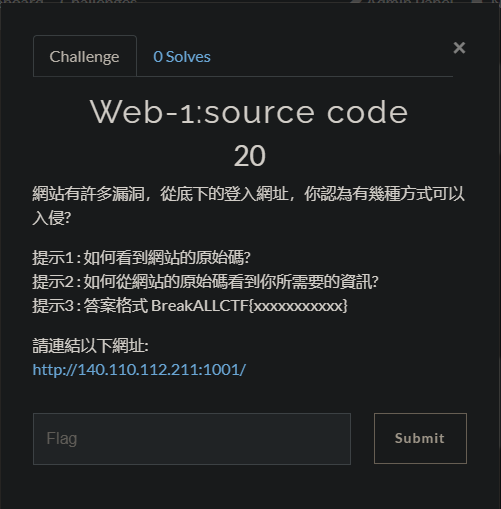 Challenge
0 Solves
×
Web-1:source code
20
網站有許多漏洞，從底下的登入網址，你認為有幾種方式可以
入侵?
提示1 : 如何看到網站的原始碼?
提示2 : 如何從網站的原始碼看到你所需要的資訊?
提示3 : 答案格式 BreakALLCTF{xxxxxxxxxxx}
請連結以下網址:
http://140.110.112.211:1001/
Flag
Submit